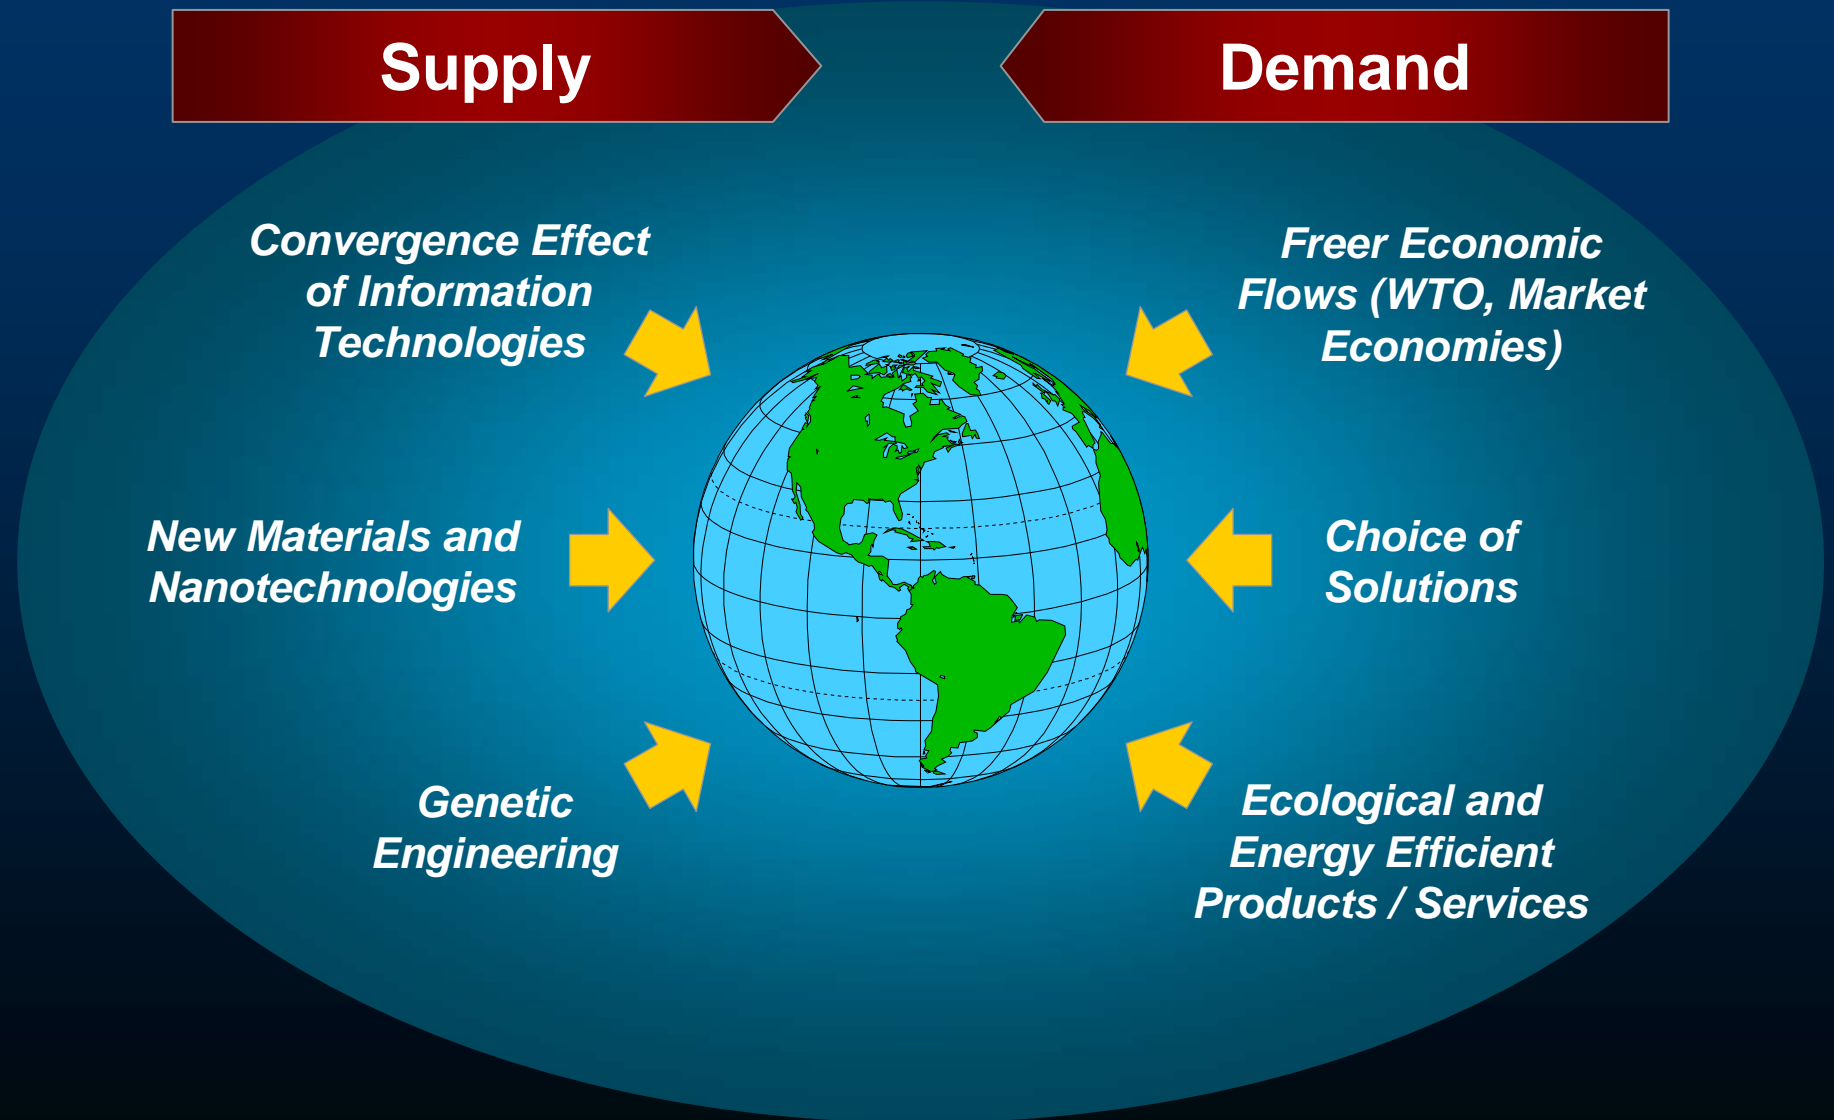 Supply
Demand
Convergence Effect
of Information
Technologies
Freer Economic
Flows (WTO, Market
Economies)
New Materials and
Nanotechnologies
Choice of
Solutions
Genetic
Engineering
Ecological and
Energy Efficient
Products / Services